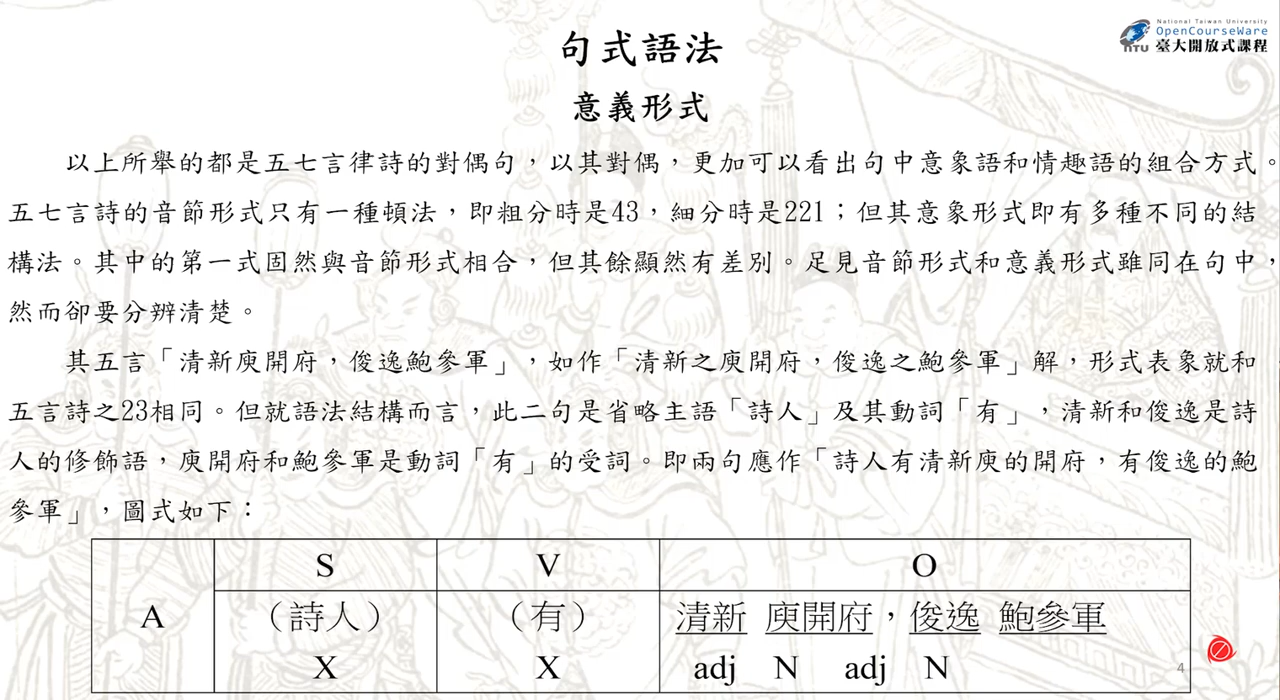 National Taiwan University
OpenCourseWare
NTU 臺大開放式課程
句式語法
意義形式
以上所舉的都是五七言律詩的對偶句，以其對偶，更加可以看出句中意象語和情趣語的組合方式。
五七言詩的音節形式只有一種頓法，即粗分時是43，細分時是221；但其意象形式即有多種不同的結
構法。其中的第一式固然與音節形式相合，但其餘顯然有差別。足見音節形式和意義形式雖同在句中，
然而卻要分辨清楚。
其五言「清新庾開府，俊逸鮑參軍」，如作「清新之庾開府，俊逸之鮑參軍」解，形式表象就和
五言詩之23相同。但就語法結構而言，此二句是省略主語「詩人」及其動詞「有」，清新和俊逸是詩
人的修飾語，庾開府和鮑參軍是動詞「有」的受詞。即兩句應作「詩人有清新庾的開府，有俊逸的鮑
參軍」，圖式如下：
S V O
A （詩人） （有） 清新 庾開府，俊逸 鮑參軍
X X adj N adj N
4